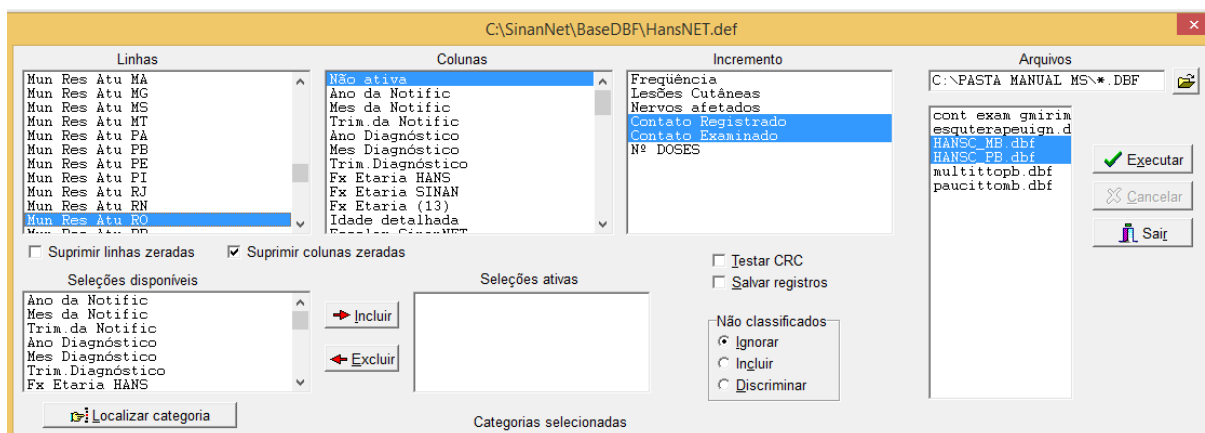 C:\SinanNet\BaseDBF\HansNET.def
Linhas
Mun Res Atu MA
Mun Res Atu MG
Mun Res Atu MS
Mun Res Atu MT
Mun Res Atu PA
Mun Res Atu PB
Mun Res Atu PE
Mun Res Atu PI
Mun Res Atu RJ
Mun Res Atu RN
Mun Res Atu RO
Colunas
Não ativa
Ano da Notific
Mes da Notific
Trim.da Notific
Ano Diagnóstico
Mes Diagnóstico
Trim.Diagnóstico
Fx Etaria HANS
Fx Etaria SINAN
Fx Etaria (13)
Idade detalhada
Incremento
Freqüência
Lesões Cutâneas
Nervos afetados
Contato Registrado
Contato Examinado
Nº DOSES
Arquivos
C:\PASTA MANUAL MS\*.DBF
cont exam gmirim
esquterapeuign.d
HANSC_MB.dbf
HANSC_PB.dbf
multittopb.dbf
paucittomb.dbf
Executar
Cancelar
Sair
Suprimir linhas zeradas
Suprimir colunas zeradas
Seleções disponíveis
Ano da Notific
Mes da Notific
Trim.da Notific
Ano Diagnóstico
Mes Diagnóstico
Trim.Diagnóstico
Fx Etaria HANS
Incluir
Excluir
Seleções ativas
Testar CRC
Salvar registros
Não classificados
Ignorar
Incluir
Discriminar
Localizar categoria
Categorias selecionadas